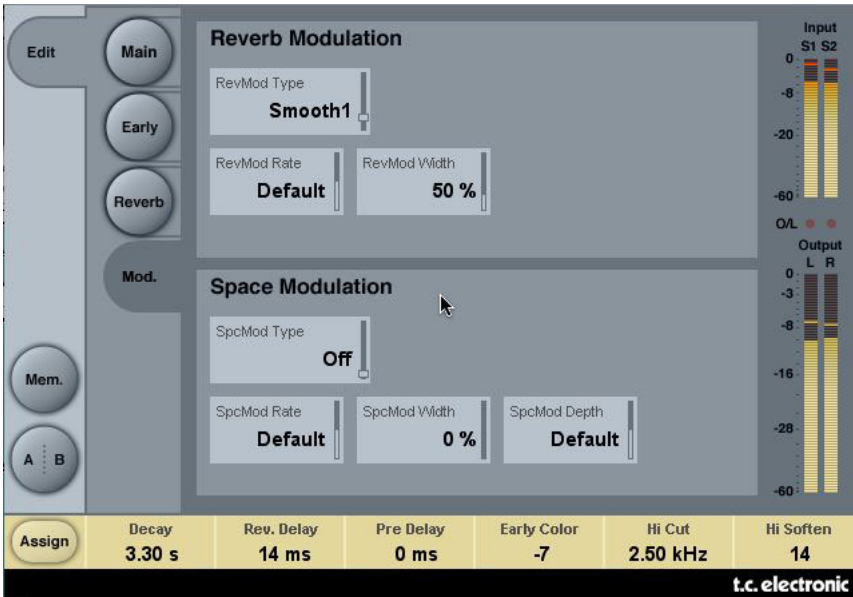 Edit
Main
Early
Reverb
Mod.
Mem.
A B
Reverb Modulation
RevMod Type
Smooth1
RevMod Rate
Default
RevMod Width
50 %
Space Modulation
SpcMod Type
Off
SpcMod Rate
Default
SpcMod Width
0 %
SpcMod Depth
Default
Input
S1 S2
0
-8
-20
-60
O/L
Output
L R
0
-3
-8
-16
-28
-60
Assign
Decay
3.30 s
Rev. Delay
14 ms
Pre Delay
0 ms
Early Color
-7
Hi Cut
2.50 kHz
Hi Soften
14
t.c. electronic